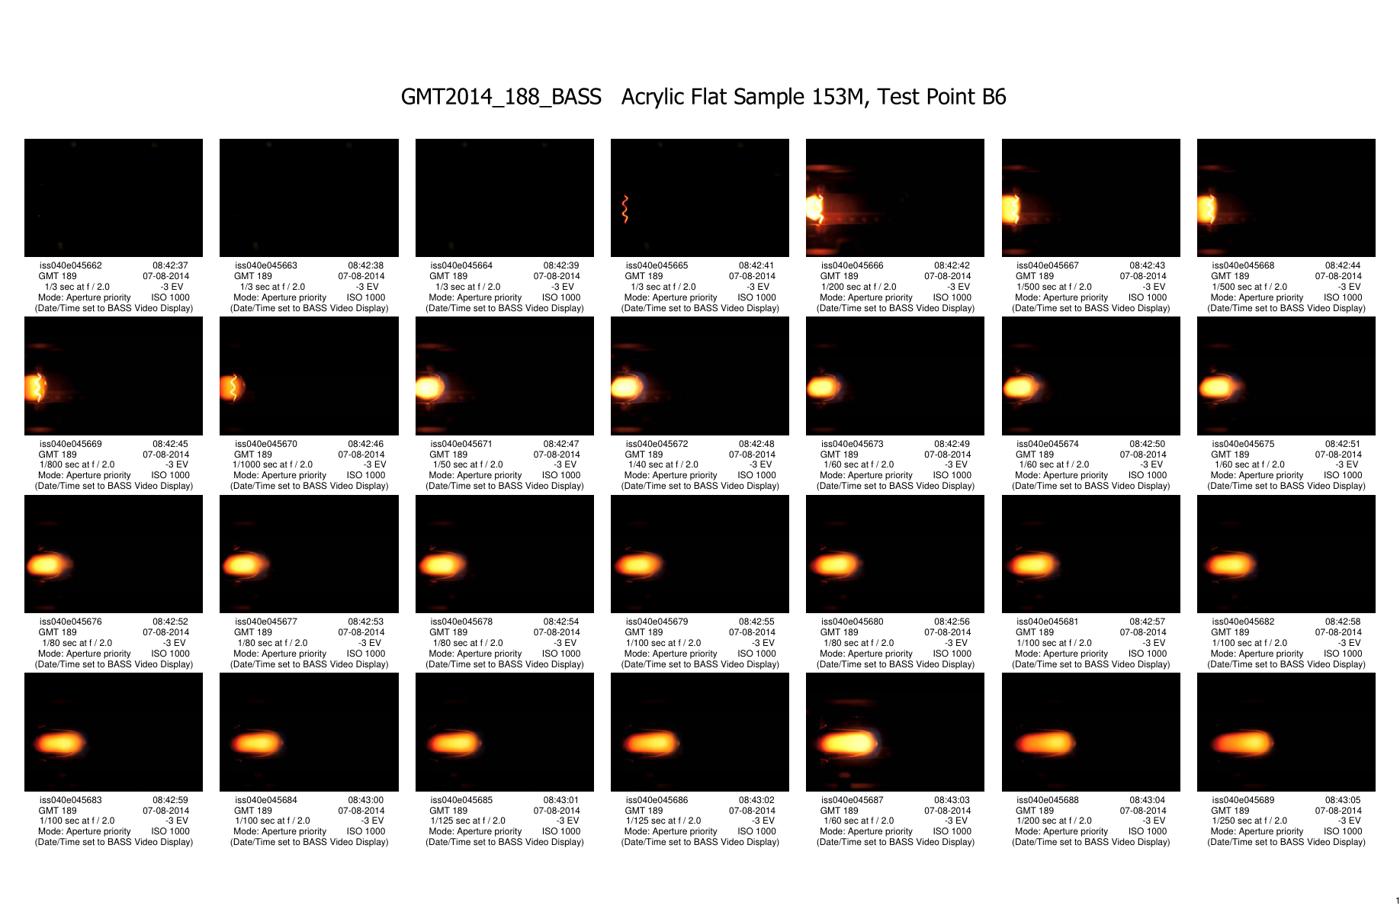 GMT2014_188_BASS Acrylic Flat Sample 153M, Test Point B6
iss040e045662 08:42:37
GMT 189 07-08-2014
1/3 sec at f / 2.0 -3 EV
Mode: Aperture priority ISO 1000
(Date/Time set to BASS Video Display)
iss040e045663 08:42:38
GMT 189 07-08-2014
1/3 sec at f / 2.0 -3 EV
Mode: Aperture priority ISO 1000
(Date/Time set to BASS Video Display)
iss040e045664 08:42:39
GMT 189 07-08-2014
1/3 sec at f / 2.0 -3 EV
Mode: Aperture priority ISO 1000
(Date/Time set to BASS Video Display)
iss040e045665 08:42:41
GMT 189 07-08-2014
1/3 sec at f / 2.0 -3 EV
Mode: Aperture priority ISO 1000
(Date/Time set to BASS Video Display)
iss040e045666 08:42:42
GMT 189 07-08-2014
1/200 sec at f / 2.0 -3 EV
Mode: Aperture priority ISO 1000
(Date/Time set to BASS Video Display)
iss040e045667 08:42:43
GMT 189 07-08-2014
1/500 sec at f / 2.0 -3 EV
Mode: Aperture priority ISO 1000
(Date/Time set to BASS Video Display)
iss040e045668 08:42:44
GMT 189 07-08-2014
1/500 sec at f / 2.0 -3 EV
Mode: Aperture priority ISO 1000
(Date/Time set to BASS Video Display)
iss040e045669 08:42:45
GMT 189 07-08-2014
1/800 sec at f / 2.0 -3 EV
Mode: Aperture priority ISO 1000
(Date/Time set to BASS Video Display)
iss040e045670 08:42:46
GMT 189 07-08-2014
1/1000 sec at f / 2.0 -3 EV
Mode: Aperture priority ISO 1000
(Date/Time set to BASS Video Display)
iss040e045671 08:42:47
GMT 189 07-08-2014
1/50 sec at f / 2.0 -3 EV
Mode: Aperture priority ISO 1000
(Date/Time set to BASS Video Display)
iss040e045672 08:42:48
GMT 189 07-08-2014
1/40 sec at f / 2.0 -3 EV
Mode: Aperture priority ISO 1000
(Date/Time set to BASS Video Display)
iss040e045673 08:42:49
GMT 189 07-08-2014
1/60 sec at f / 2.0 -3 EV
Mode: Aperture priority ISO 1000
(Date/Time set to BASS Video Display)
iss040e045674 08:42:50
GMT 189 07-08-2014
1/60 sec at f / 2.0 -3 EV
Mode: Aperture priority ISO 1000
(Date/Time set to BASS Video Display)
iss040e045675 08:42:51
GMT 189 07-08-2014
1/60 sec at f / 2.0 -3 EV
Mode: Aperture priority ISO 1000
(Date/Time set to BASS Video Display)
iss040e045676 08:42:52
GMT 189 07-08-2014
1/80 sec at f / 2.0 -3 EV
Mode: Aperture priority ISO 1000
(Date/Time set to BASS Video Display)
iss040e045677 08:42:53
GMT 189 07-08-2014
1/80 sec at f / 2.0 -3 EV
Mode: Aperture priority ISO 1000
(Date/Time set to BASS Video Display)
iss040e045678 08:42:54
GMT 189 07-08-2014
1/80 sec at f / 2.0 -3 EV
Mode: Aperture priority ISO 1000
(Date/Time set to BASS Video Display)
iss040e045679 08:42:55
GMT 189 07-08-2014
1/100 sec at f / 2.0 -3 EV
Mode: Aperture priority ISO 1000
(Date/Time set to BASS Video Display)
iss040e045680 08:42:56
GMT 189 07-08-2014
1/80 sec at f / 2.0 -3 EV
Mode: Aperture priority ISO 1000
(Date/Time set to BASS Video Display)
iss040e045681 08:42:57
GMT 189 07-08-2014
1/100 sec at f / 2.0 -3 EV
Mode: Aperture priority ISO 1000
(Date/Time set to BASS Video Display)
iss040e045682 08:42:58
GMT 189 07-08-2014
1/100 sec at f / 2.0 -3 EV
Mode: Aperture priority ISO 1000
(Date/Time set to BASS Video Display)
iss040e045683 08:42:59
GMT 189 07-08-2014
1/100 sec at f / 2.0 -3 EV
Mode: Aperture priority ISO 1000
(Date/Time set to BASS Video Display)
iss040e045684 08:43:00
GMT 189 07-08-2014
1/100 sec at f / 2.0 -3 EV
Mode: Aperture priority ISO 1000
(Date/Time set to BASS Video Display)
iss040e045685 08:43:01
GMT 189 07-08-2014
1/125 sec at f / 2.0 -3 EV
Mode: Aperture priority ISO 1000
(Date/Time set to BASS Video Display)
iss040e045686 08:43:02
GMT 189 07-08-2014
1/125 sec at f / 2.0 -3 EV
Mode: Aperture priority ISO 1000
(Date/Time set to BASS Video Display)
iss040e045687 08:43:03
GMT 189 07-08-2014
1/60 sec at f / 2.0 -3 EV
Mode: Aperture priority ISO 1000
(Date/Time set to BASS Video Display)
iss040e045688 08:43:04
GMT 189 07-08-2014
1/200 sec at f / 2.0 -3 EV
Mode: Aperture priority ISO 1000
(Date/Time set to BASS Video Display)
iss040e045689 08:43:05
GMT 189 07-08-2014
1/250 sec at f / 2.0 -3 EV
Mode: Aperture priority ISO 1000
(Date/Time set to BASS Video Display)